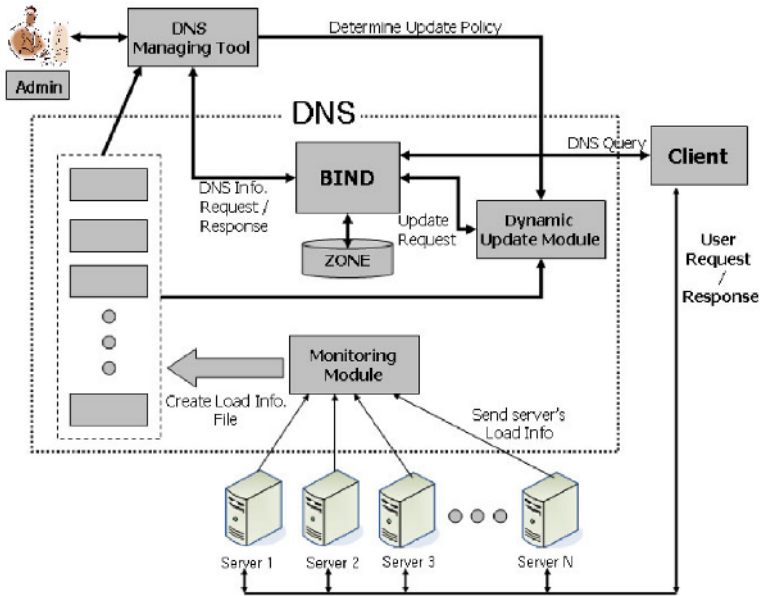 DNS
Managing Tool
Determine Update Policy
Admin
DNS
DNS Query
Client
BIND
DNS Info.
Request /
Response
Update
Request
Dynamic
Update Module
ZONE
User
Request
/
Response
Monitoring
Module
Create Load Info.
File
Send server's
Load Info
Server 1
Server 2
Server 3
Server N